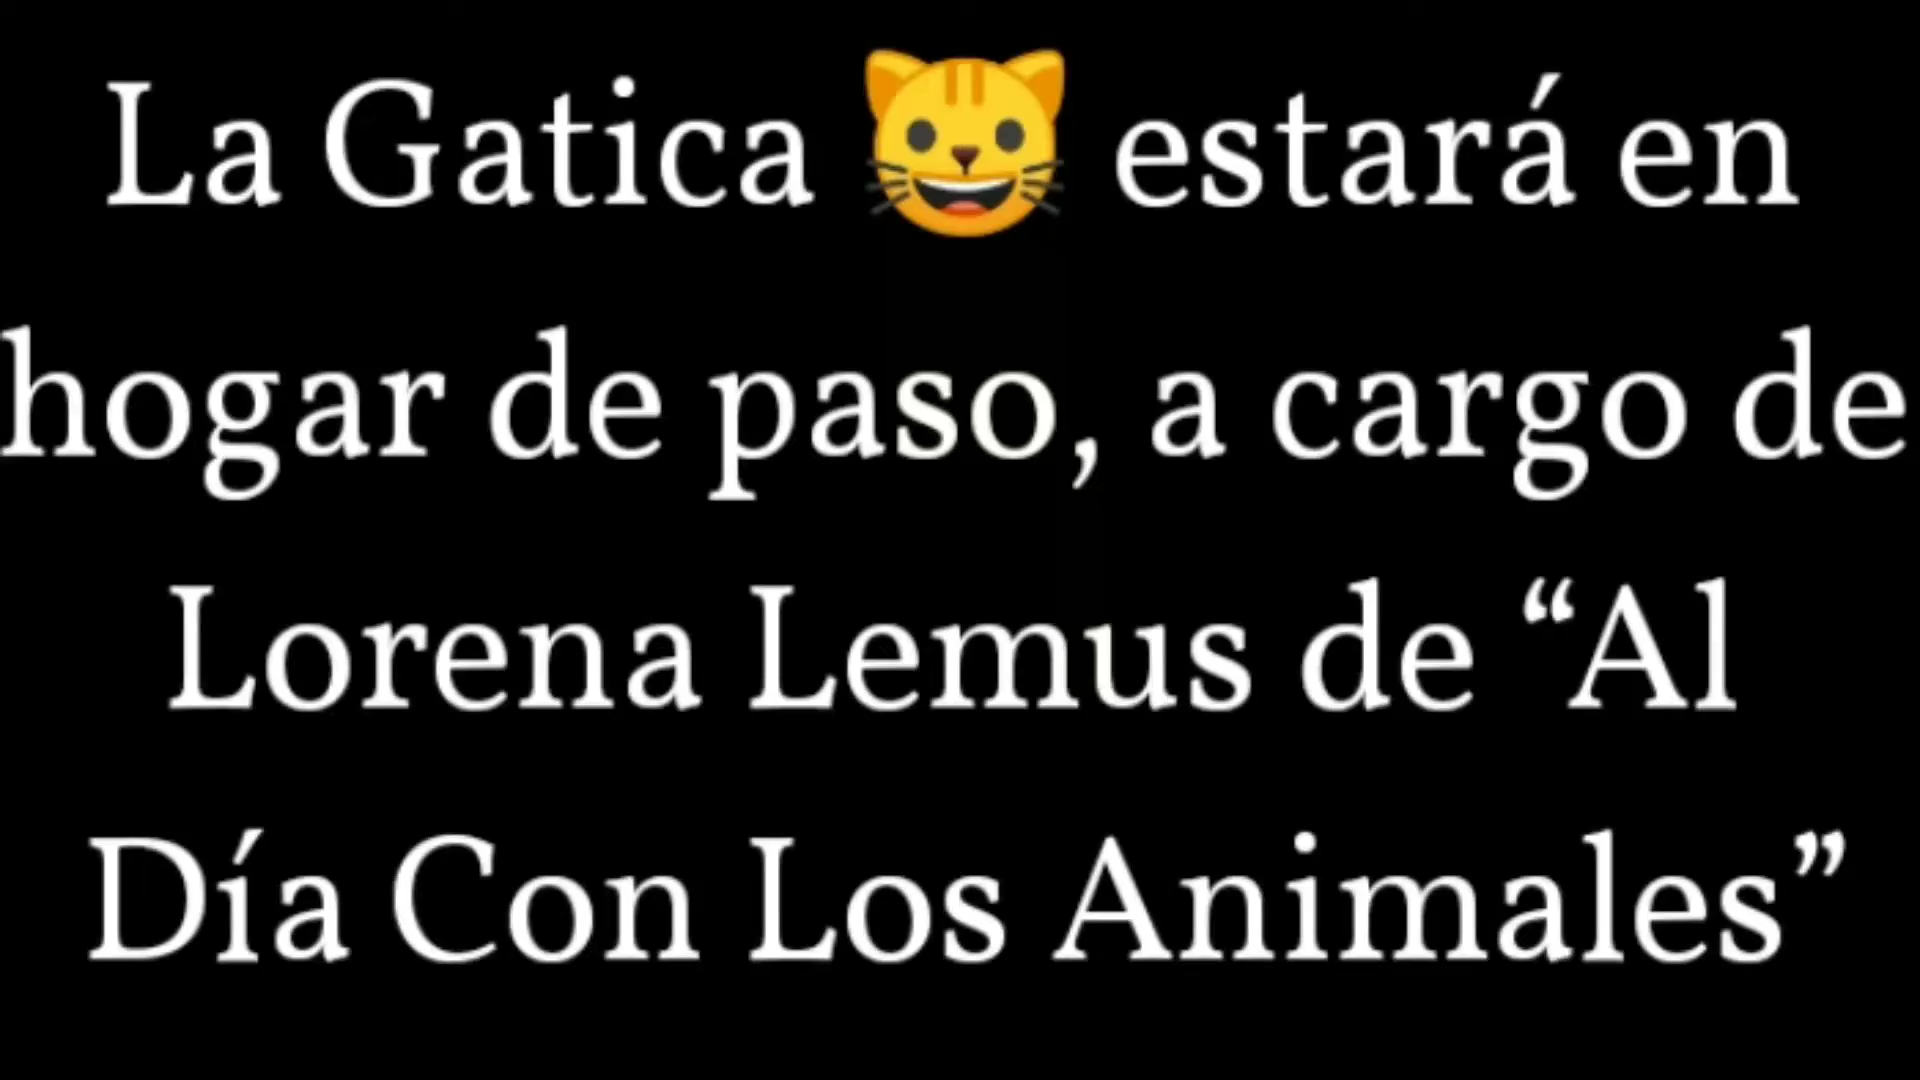 La Gatica 😺 estará en
hogar de paso, a cargo de
Lorena Lemus de “Al
Día Con Los Animales”